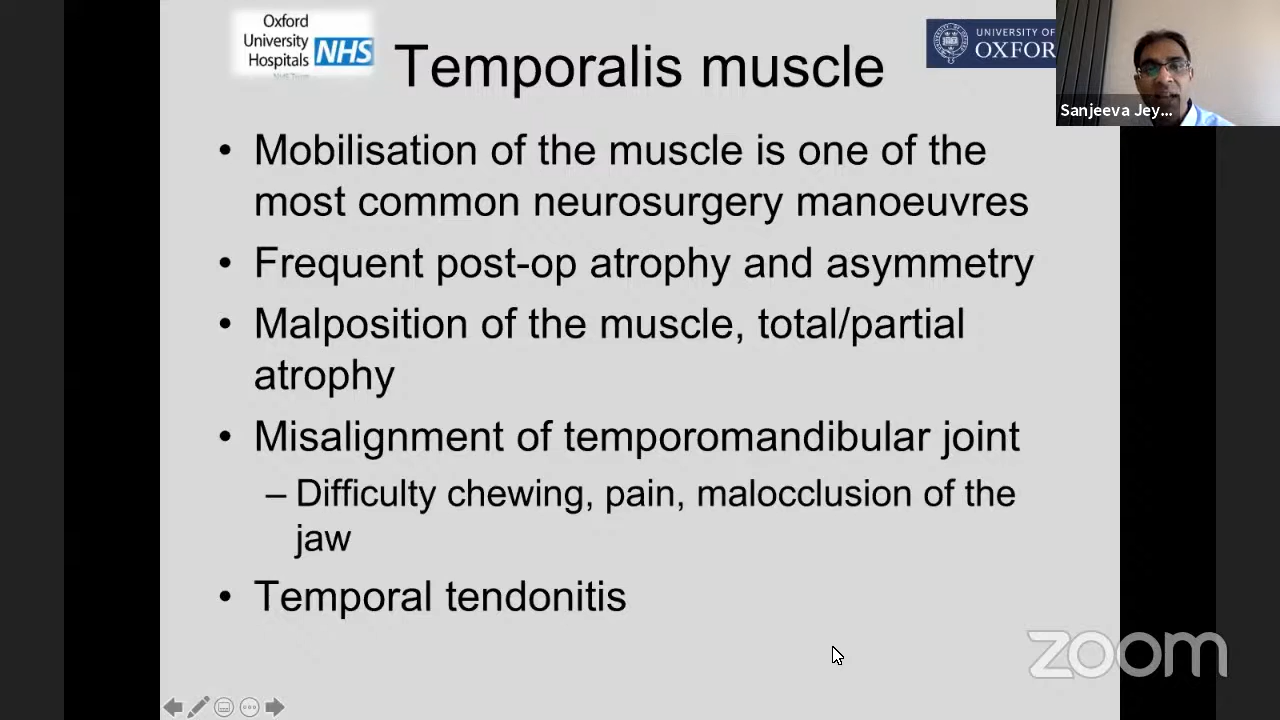 Oxford
University
Hospitals NHS
Temporalis muscle
UNIVERSITY OF
OXFOR
Sanjeeva Jey...
• Mobilisation of the muscle is one of the
most common neurosurgery manoeuvres
• Frequent post-op atrophy and asymmetry
• Malposition of the muscle, total/partial
atrophy
• Misalignment of temporomandibular joint
– Difficulty chewing, pain, malocclusion of the
jaw
• Temporal tendonitis
zoom